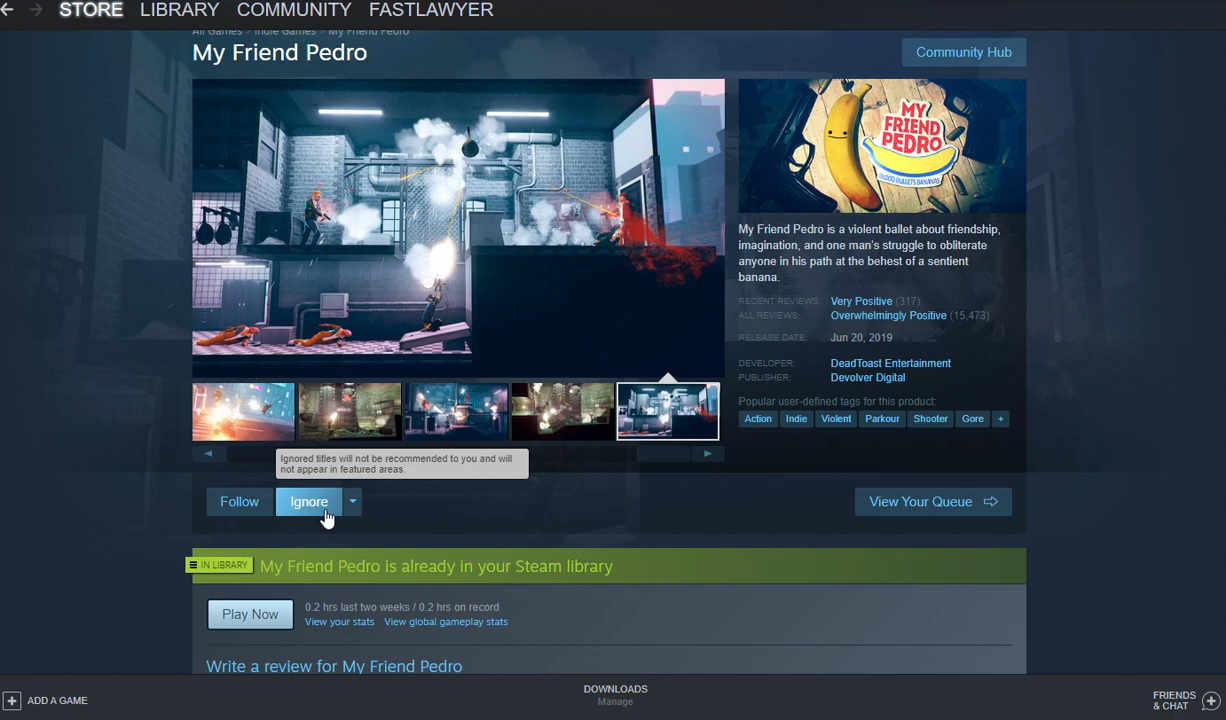 STORE LIBRARY COMMUNITY FASTLAWYER
All Games > Indie Games > My Friend Pedro
My Friend Pedro
Community Hub
MY
FRIEND
PEDRO
BLOOD BULLETS BANANAS
My Friend Pedro is a violent ballet about friendship,
imagination, and one man's struggle to obliterate
anyone in his path at the behest of a sentient
banana.
RECENT REVIEWS: Very Positive (317)
ALL REVIEWS: Overwhelmingly Positive (15,473)
RELEASE DATE: Jun 20, 2019
DEVELOPER: DeadToast Entertainment
PUBLISHER: Devolver Digital
Popular user-defined tags for this product:
Action Indie Violent Parkour Shooter Gore +
Ignored titles will not be recommended to you and will
not appear in featured areas.
Follow Ignore View Your Queue
IN LIBRARY My Friend Pedro is already in your Steam library
Play Now
0.2 hrs last two weeks / 0.2 hrs on record
View your stats View global gameplay stats
Write a review for My Friend Pedro
ADD A GAME
DOWNLOADS
Manage
FRIENDS
& CHAT